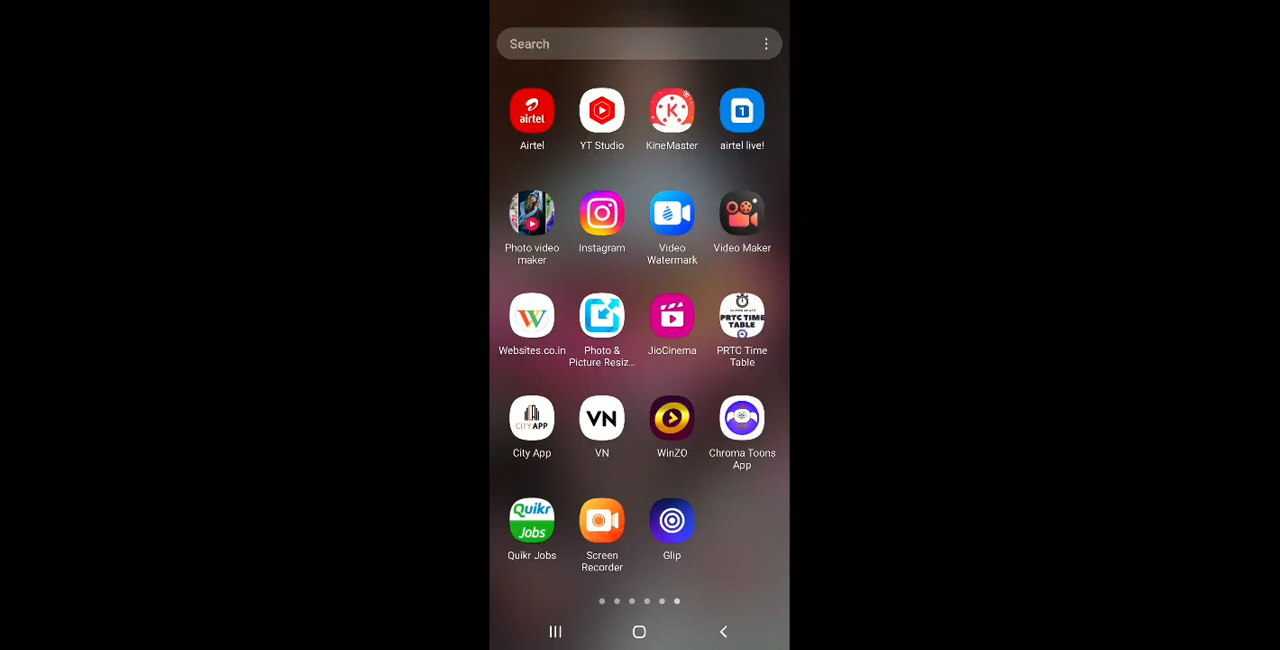 Search
airtel
1
Airtel
YT Studio
KineMaster
airtel live!
Photo video
maker
Instagram
Video
Watermark
Video Maker
W
PRTC TIME
TABLE
Websites.co.in
Photo &
Picture Resiz...
JioCinema
PRTC Time
Table
CITY APP
VN
City App
VN
WinZO
Chroma Toons
App
Quikr
Jobs
Quikr Jobs
Screen
Recorder
Glip